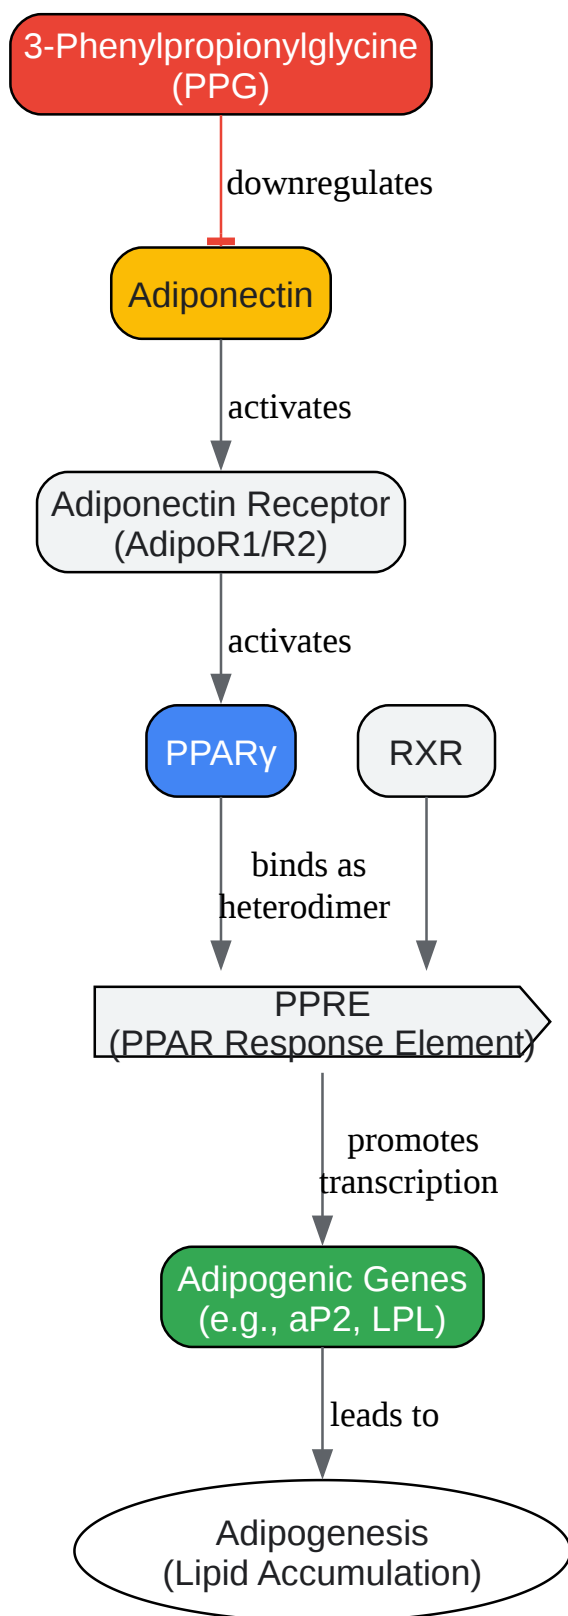 3-Phenylpropionylglycine
(PPG)
downregulates
Adiponectin
activates
Adiponectin Receptor
(AdipoR1/R2)
activates
PPARγ
RXR
binds as
heterodimer
PPRE
(PPAR Response Element)
promotes
transcription
Adipogenic Genes
(e.g., aP2, LPL)
leads to
Adipogenesis
(Lipid Accumulation)